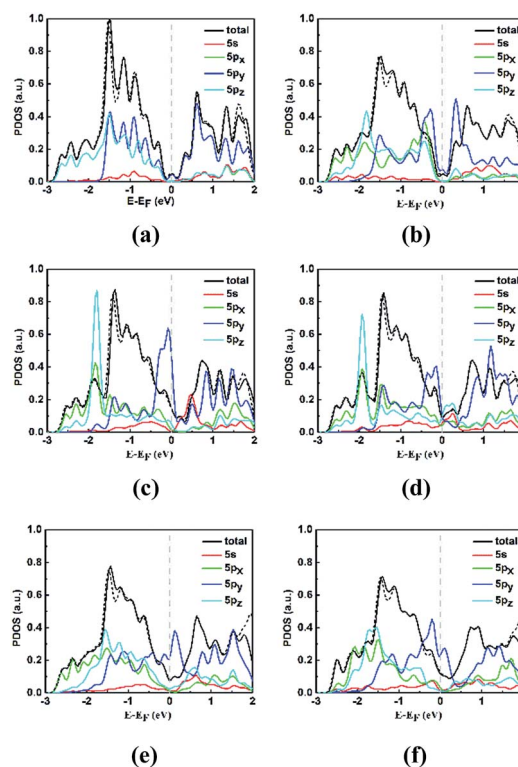 PDOS (a.u.)
1.0
0.8
0.6
0.4
0.2
0.0
total
5s
5px
5py
5pz
-3 -2 -1 0 1 2
E-EF (eV)
(a)
PDOS (a.u.)
1.0
0.8
0.6
0.4
0.2
0.0
total
5s
5px
5py
5pz
-3 -2 -1 0 1
E-EF (eV)
(b)
PDOS (a.u.)
1.0
0.8
0.6
0.4
0.2
0.0
total
5s
5px
5py
5pz
-3 -2 -1 0 1 2
E-EF (eV)
(c)
PDOS (a.u.)
1.0
0.8
0.6
0.4
0.2
0.0
total
5s
5px
5py
5pz
-3 -2 -1 0 1
E-EF (eV)
(d)
PDOS (a.u.)
1.0
0.8
0.6
0.4
0.2
0.0
total
5s
5px
5py
5pz
-3 -2 -1 0 1 2
E-EF (eV)
(e)
PDOS (a.u.)
1.0
0.8
0.6
0.4
0.2
0.0
total
5s
5px
5py
5pz
-3 -2 -1 0 1
E-EF (eV)
(f)